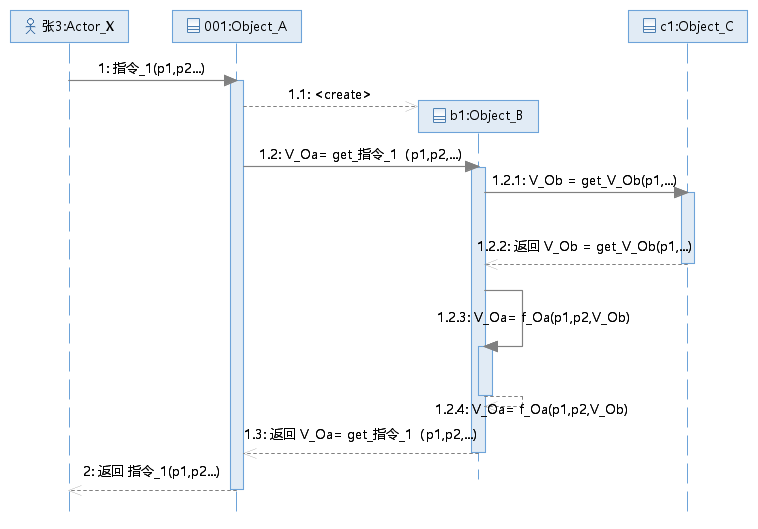 张3:Actor_X
001:Object_A
c1:Object_C
1: 指令_1(p1,p2...)
1.1: <create>
b1:Object_B
1.2: V_Oa= get_指令_1（p1,p2,...)
1.2.1: V_Ob = get_V_Ob(p1,...)
1.2.2: 返回 V_Ob = get_V_Ob(p1,...)
1.2.3: V_Oa= f_Oa(p1,p2,V_Ob)
1.2.4: V_Oa= f_Oa(p1,p2,V_Ob)
1.3: 返回 V_Oa= get_指令_1（p1,p2,...)
2: 返回 指令_1(p1,p2...)